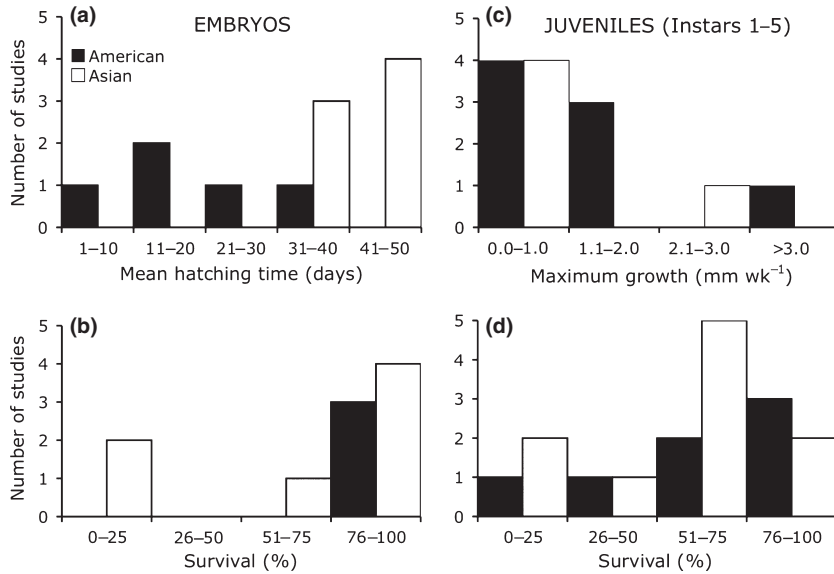 (a)
EMBRYOS
American
Asian
Number of studies
5
4
3
2
1
0
1–10 11–20 21–30 31–40 41–50
Mean hatching time (days)
(c)
JUVENILES (Instars 1–5)
5
4
3
2
1
0
0.0–1.0 1.1–2.0 2.1–3.0 >3.0
Maximum growth (mm wk⁻¹)
(b)
Number of studies
5
4
3
2
1
0
0–25 26–50 51–75 76–100
Survival (%)
(d)
5
4
3
2
1
0
0–25 26–50 51–75 76–100
Survival (%)